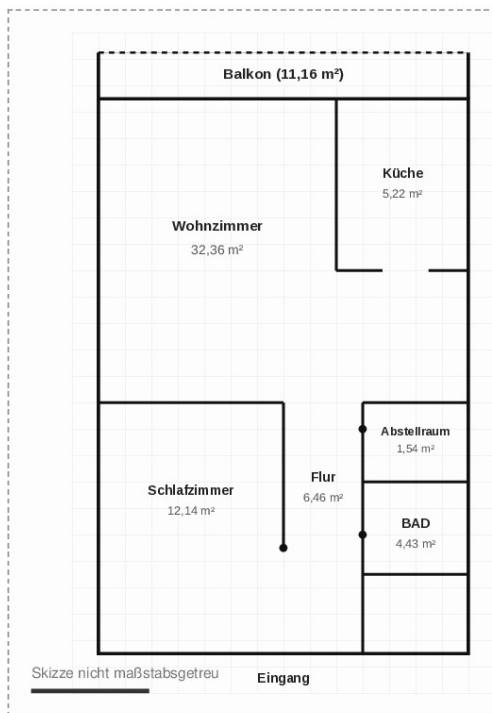 Balkon (11,16 m²)
Küche
5,22 m²
Wohnzimmer
32,36 m²
Abstellraum
1,54 m²
Flur
6,46 m²
Schlafzimmer
12,14 m²
BAD
4,43 m²
Skizze nicht maßstabsgetreu
Eingang